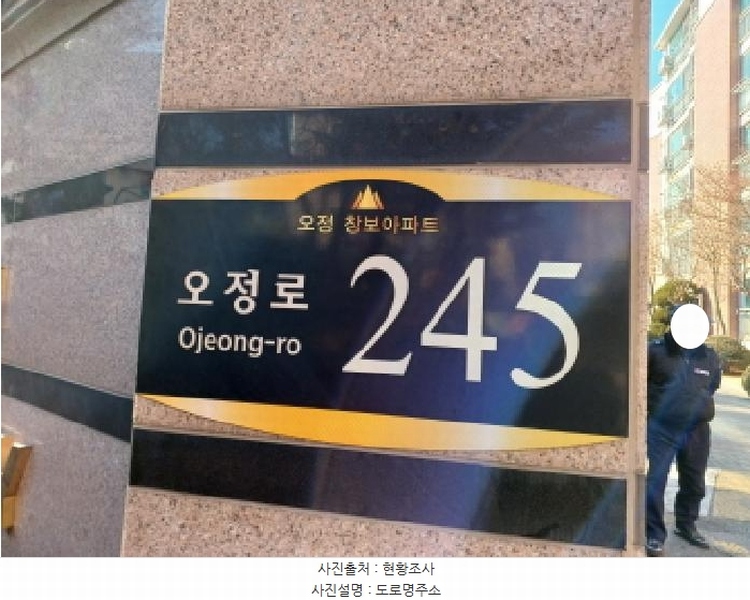 오정 창보아파트
오정로
Ojeong-ro
245
사진출처 : 현황조사
사진설명 : 도로명주소